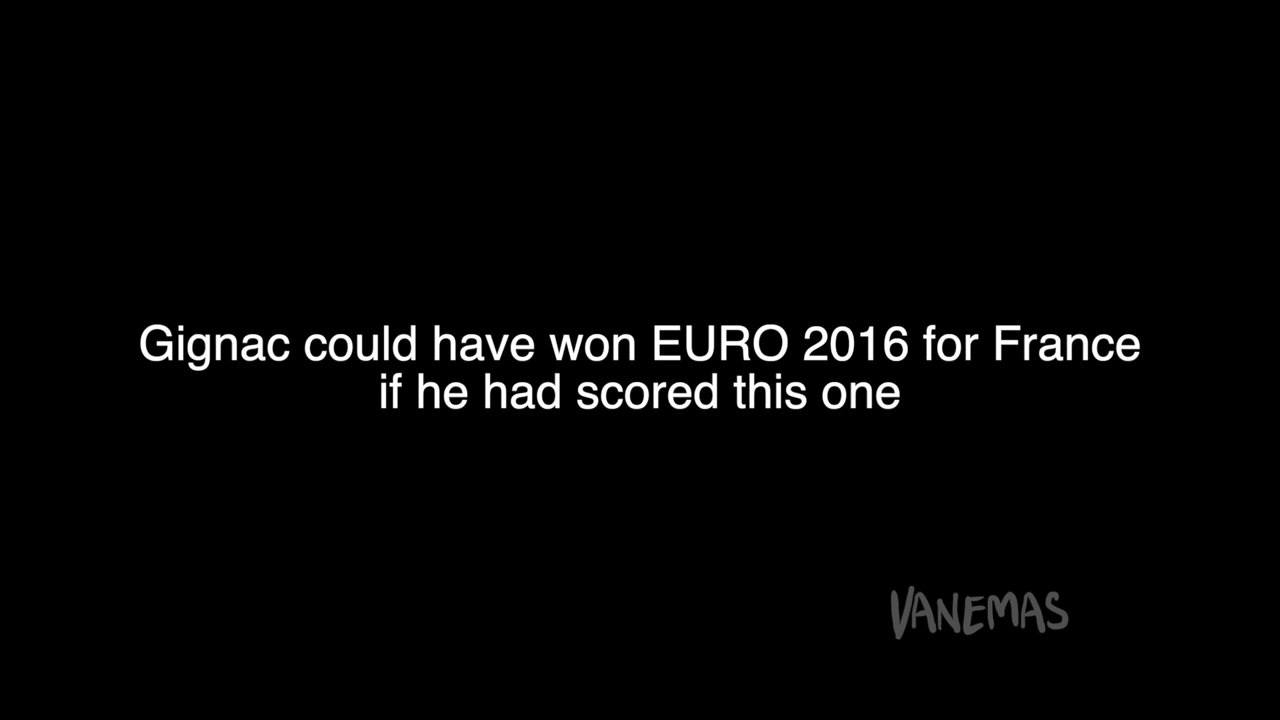 Gignac could have won EURO 2016 for France
if he had scored this one
VANEMAS